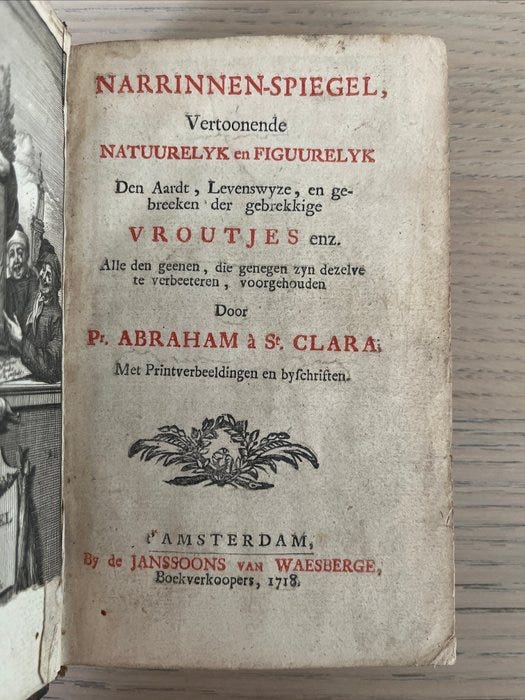 NARRINNEN-SPIEGEL,
Vertoonende
NATUURELYK en FIGUURELYK
Den Aardt, Levenswyze, en ge-
breeken der gebrekkige
VROUTJES enz.
Alle den geenen, die genegen zyn dezelve
te verbeeteren, voorgehouden
Door
Pr. ABRAHAM à St. CLARA.
Met Printverbeeldingen en byſchriften.
t'AMSTERDAM,
By de JANSSOONS VAN WAESBERGE,
Boekverkoopers, 1718.
EL